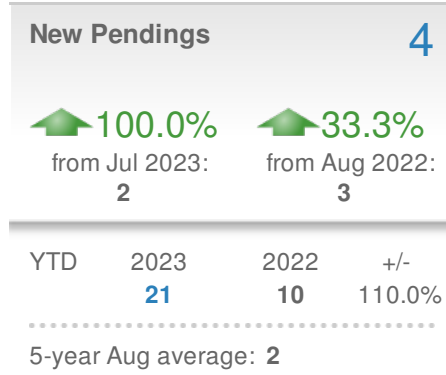 New Pendings 4
100.0% 33.3%
from Jul 2023: from Aug 2022:
2 3
YTD 2023 2022 +/-
21 10 110.0%
5-year Aug average: 2